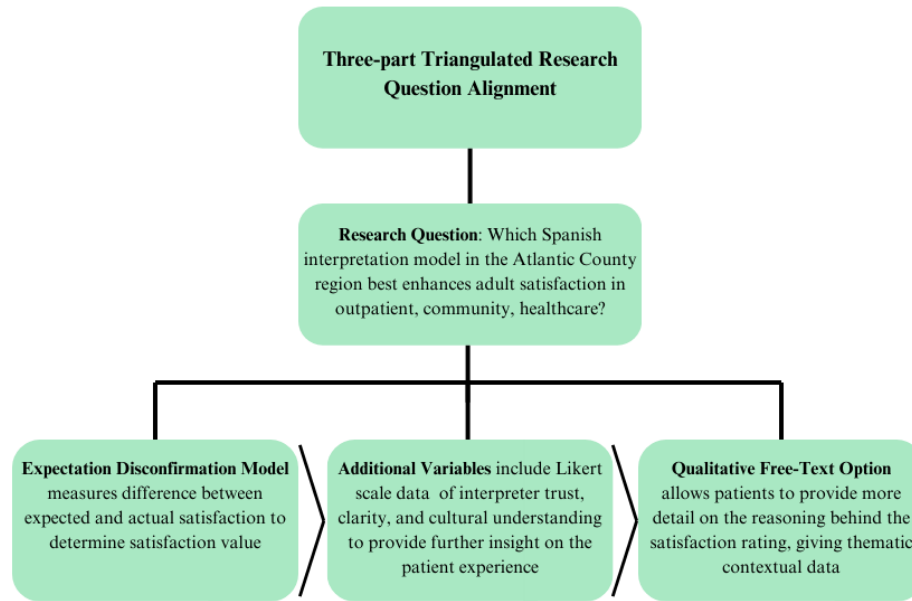 Three-part Triangulated Research
Question Alignment
Research Question: Which Spanish
interpretation model in the Atlantic County
region best enhances adult satisfaction in
outpatient, community, healthcare?
Expectation Disconfirmation Model
measures difference between
expected and actual satisfaction to
determine satisfaction value
Additional Variables include Likert
scale data of interpreter trust,
clarity, and cultural understanding
to provide further insight on the
patient experience
Qualitative Free-Text Option
allows patients to provide more
detail on the reasoning behind the
satisfaction rating, giving thematic,
contextual data